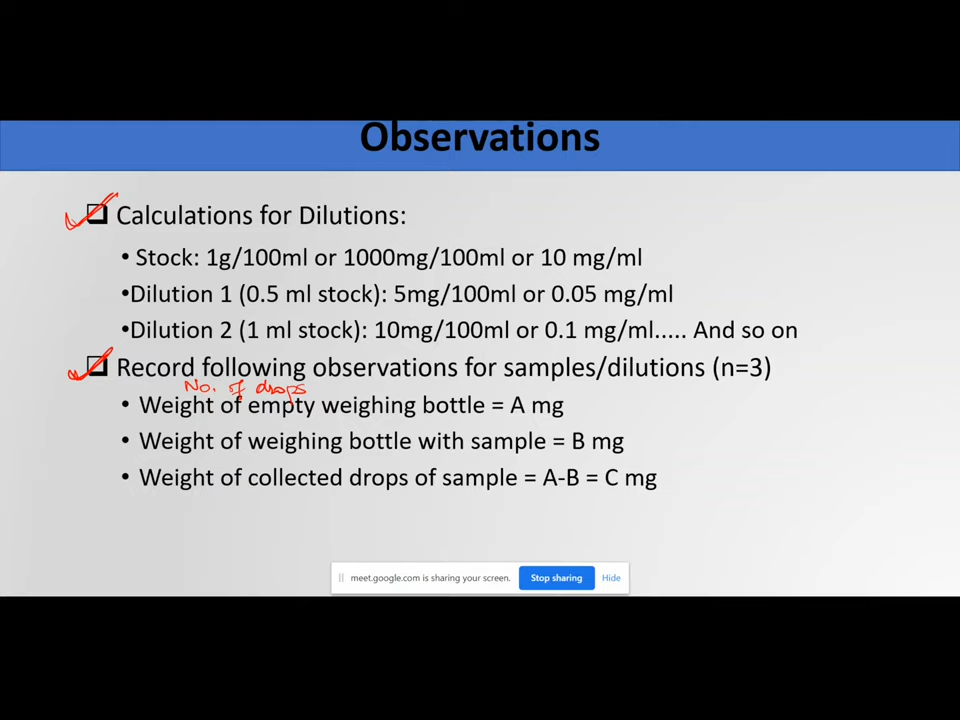 Observations
Calculations for Dilutions:
• Stock: 1g/100ml or 1000mg/100ml or 10 mg/ml
•Dilution 1 (0.5 ml stock): 5mg/100ml or 0.05 mg/ml
•Dilution 2 (1 ml stock): 10mg/100ml or 0.1 mg/ml..... And so on
Record following observations for samples/dilutions (n=3)
No. of drops
• Weight of empty weighing bottle = A mg
• Weight of weighing bottle with sample = B mg
• Weight of collected drops of sample = A-B = C mg
meet.google.com is sharing your screen. Stop sharing Hide